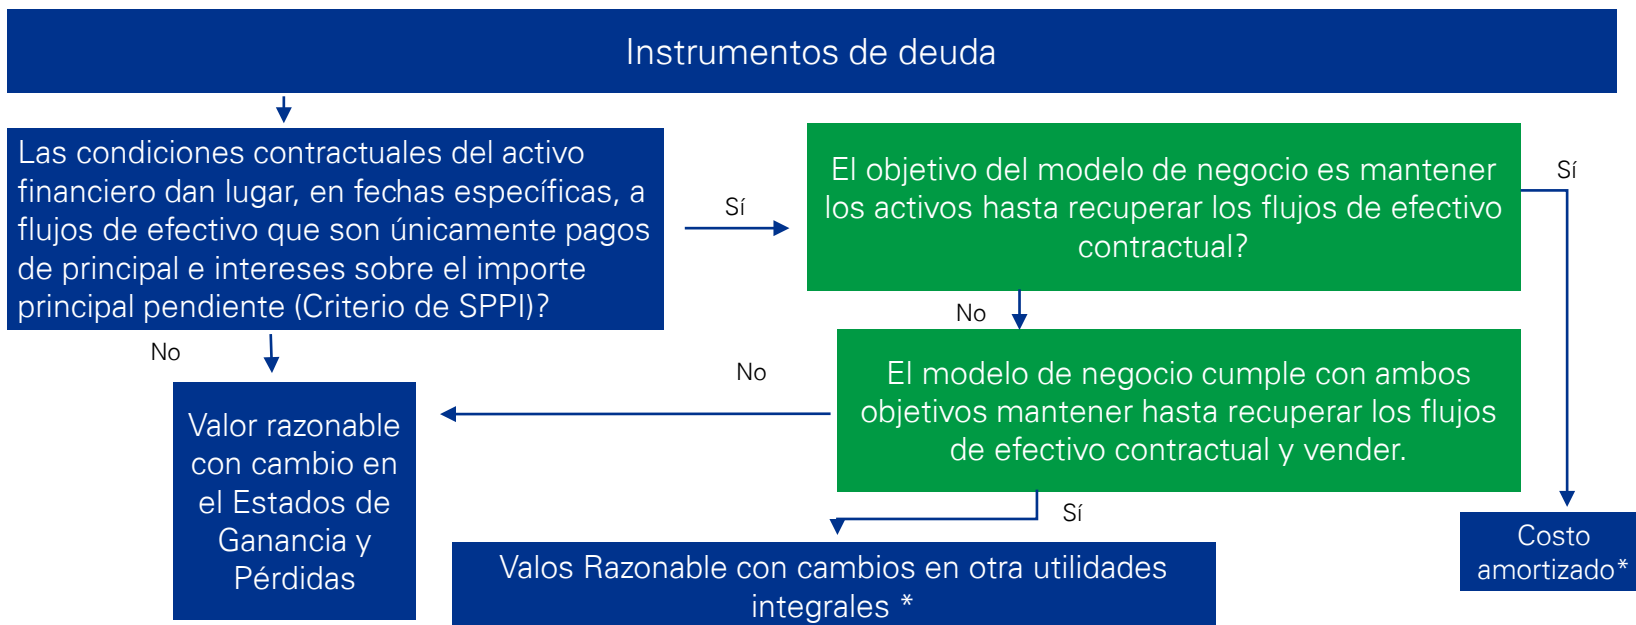 Instrumentos de deuda
Las condiciones contractuales del activo
financiero dan lugar, en fechas específicas, a
flujos de efectivo que son únicamente pagos
de principal e intereses sobre el importe
principal pendiente (Criterio de SPPI)?
Sí
El objetivo del modelo de negocio es mantener
los activos hasta recuperar los flujos de efectivo
contractual?
Sí
No
No
No
El modelo de negocio cumple con ambos
objetivos mantener hasta recuperar los flujos
de efectivo contractual y vender.
Valor razonable
con cambio en
el Estados de
Ganancia y
Pérdidas
Sí
Valos Razonable con cambios en otra utilidades
integrales *
Costo
amortizado*